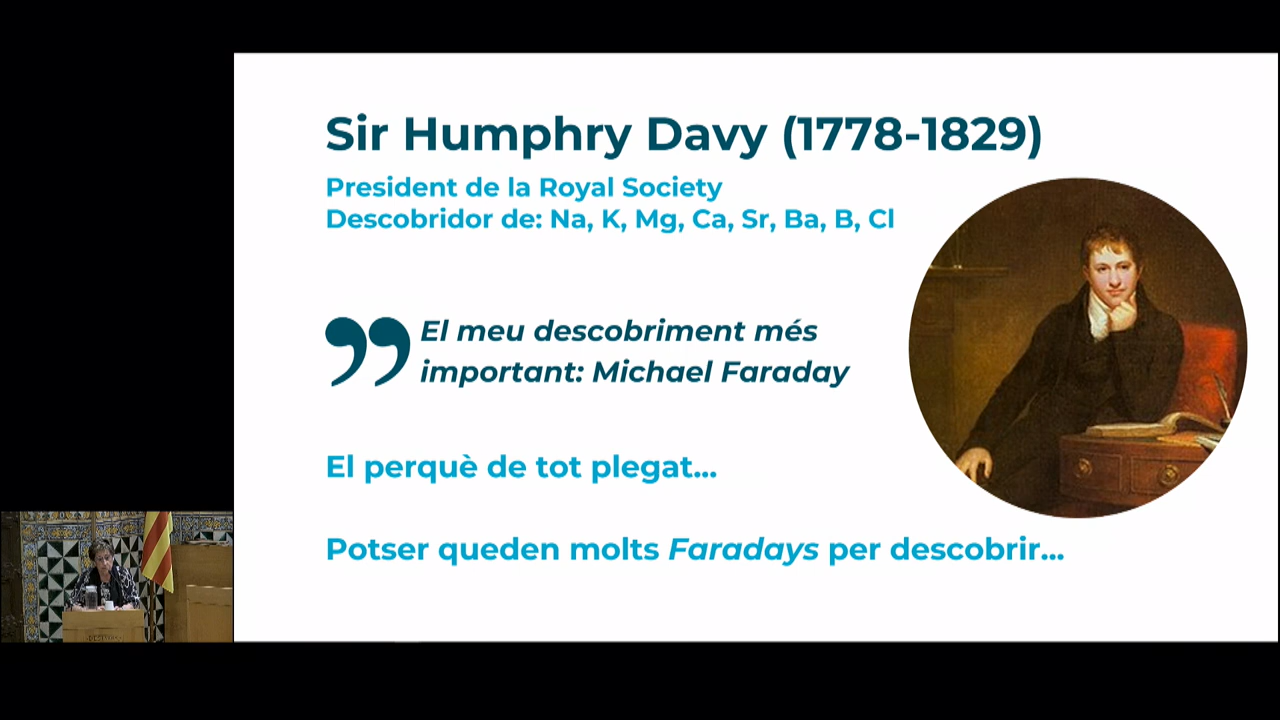 Sir Humphry Davy (1778-1829)
President de la Royal Society
Descobridor de: Na, K, Mg, Ca, Sr, Ba, B, Cl
El meu descobriment més
important: Michael Faraday
El perquè de tot plegat...
Potser queden molts Faradays per descobrir...